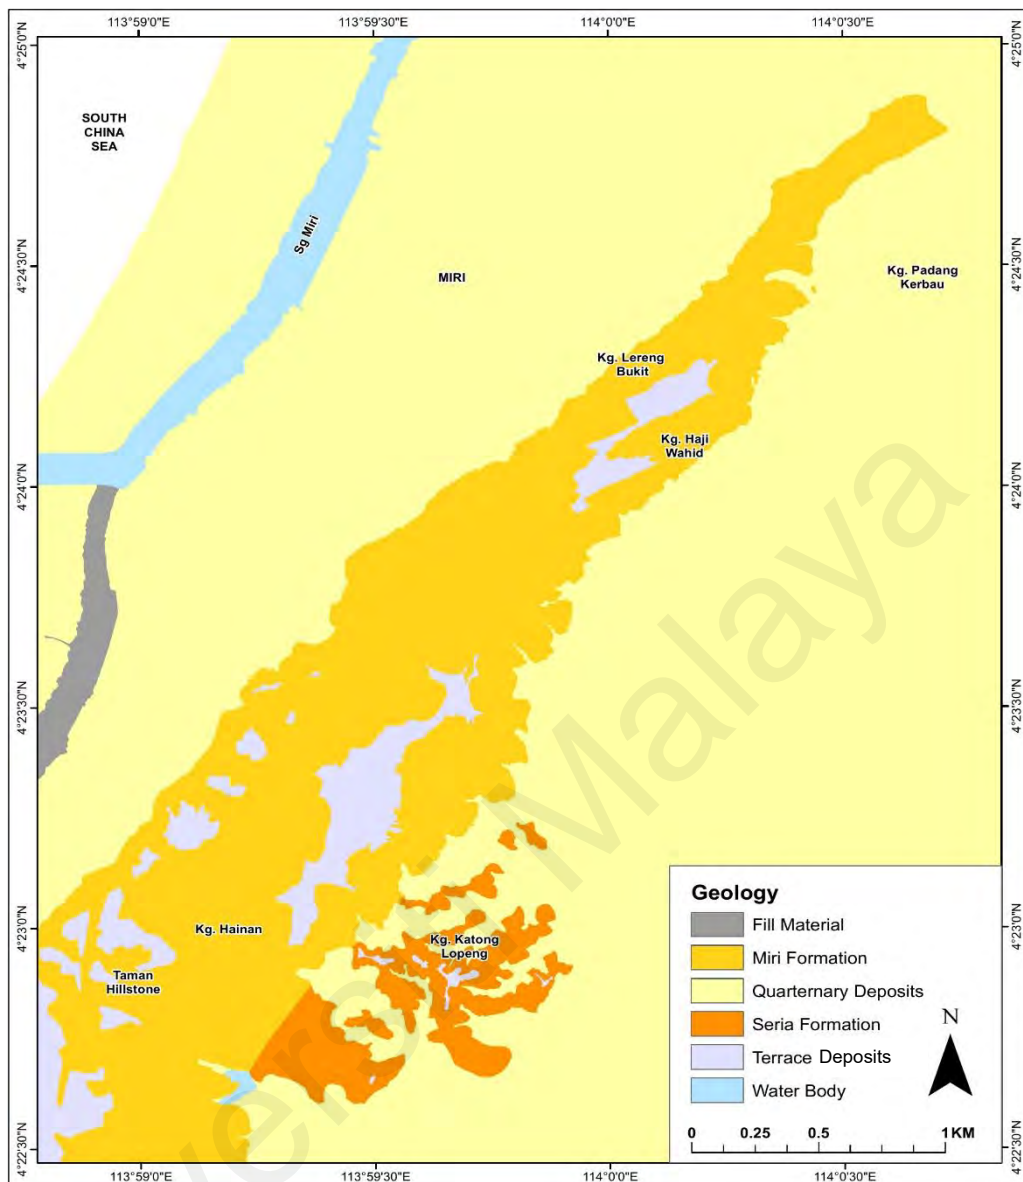 113°59'0"E
113°59'30"E
114°0'0"E
114°0'30"E
4°25'0"N
4°25'0"N
SOUTH
CHINA
SEA
Sg Miri
MIRI
Kg. Padang
Kerbau
4°24'30"N
4°24'30"N
Kg. Lereng
Bukit
Kg. Haji
Wahid
4°24'0"N
4°24'0"N
4°23'30"N
4°23'30"N
4°23'0"N
4°23'0"N
Kg. Hainan
Kg. Katong
Lopeng
Taman
Hillstone
4°22'30"N
4°22'30"N
Geology
Fill Material
Miri Formation
Quarternary Deposits
Seria Formation
Terrace Deposits
Water Body
N
0 0.25 0.5 1 KM
113°59'0"E
113°59'30"E
114°0'0"E
114°0'30"E
Malaya